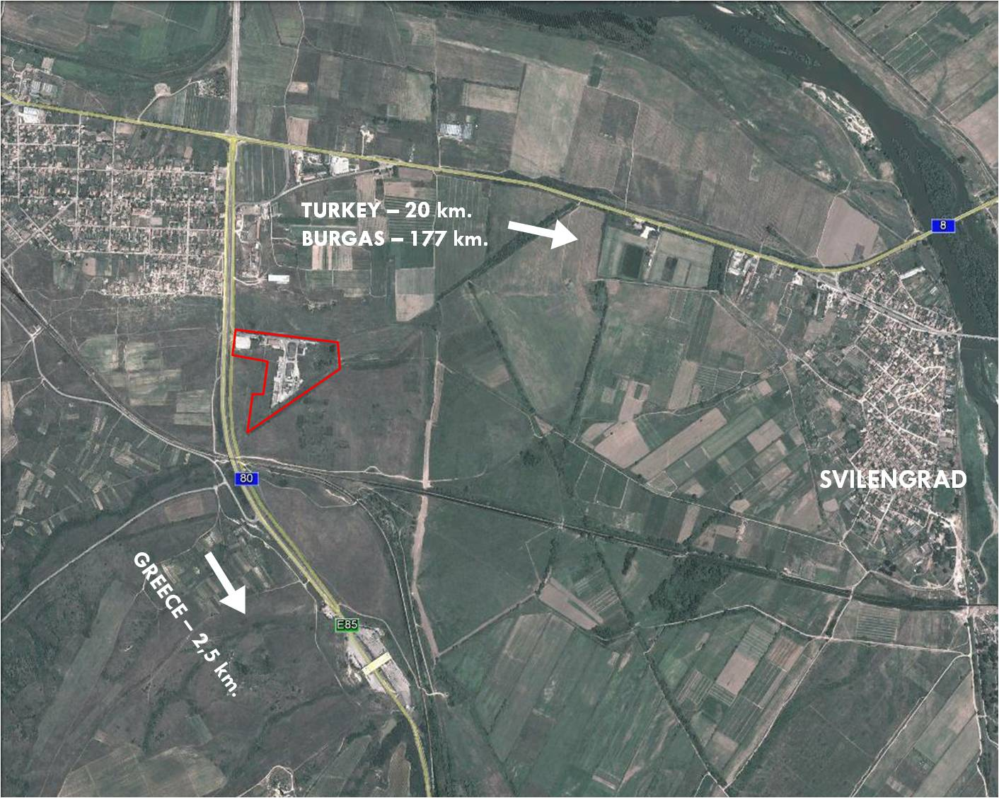 TURKEY – 20 km.
BURGAS – 177 km.
8
SVILENGRAD
80
GREECE – 2,5 km.
E85